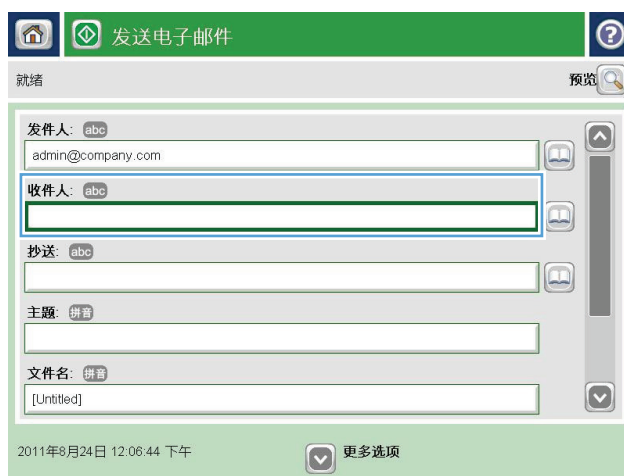 发送电子邮件
就绪 预览
发件人: abc
admin@company.com
收件人: abc
抄送: abc
主题: 拼音
文件名: 拼音
[Untitled]
2011年8月24日 12:06:44 下午 更多选项